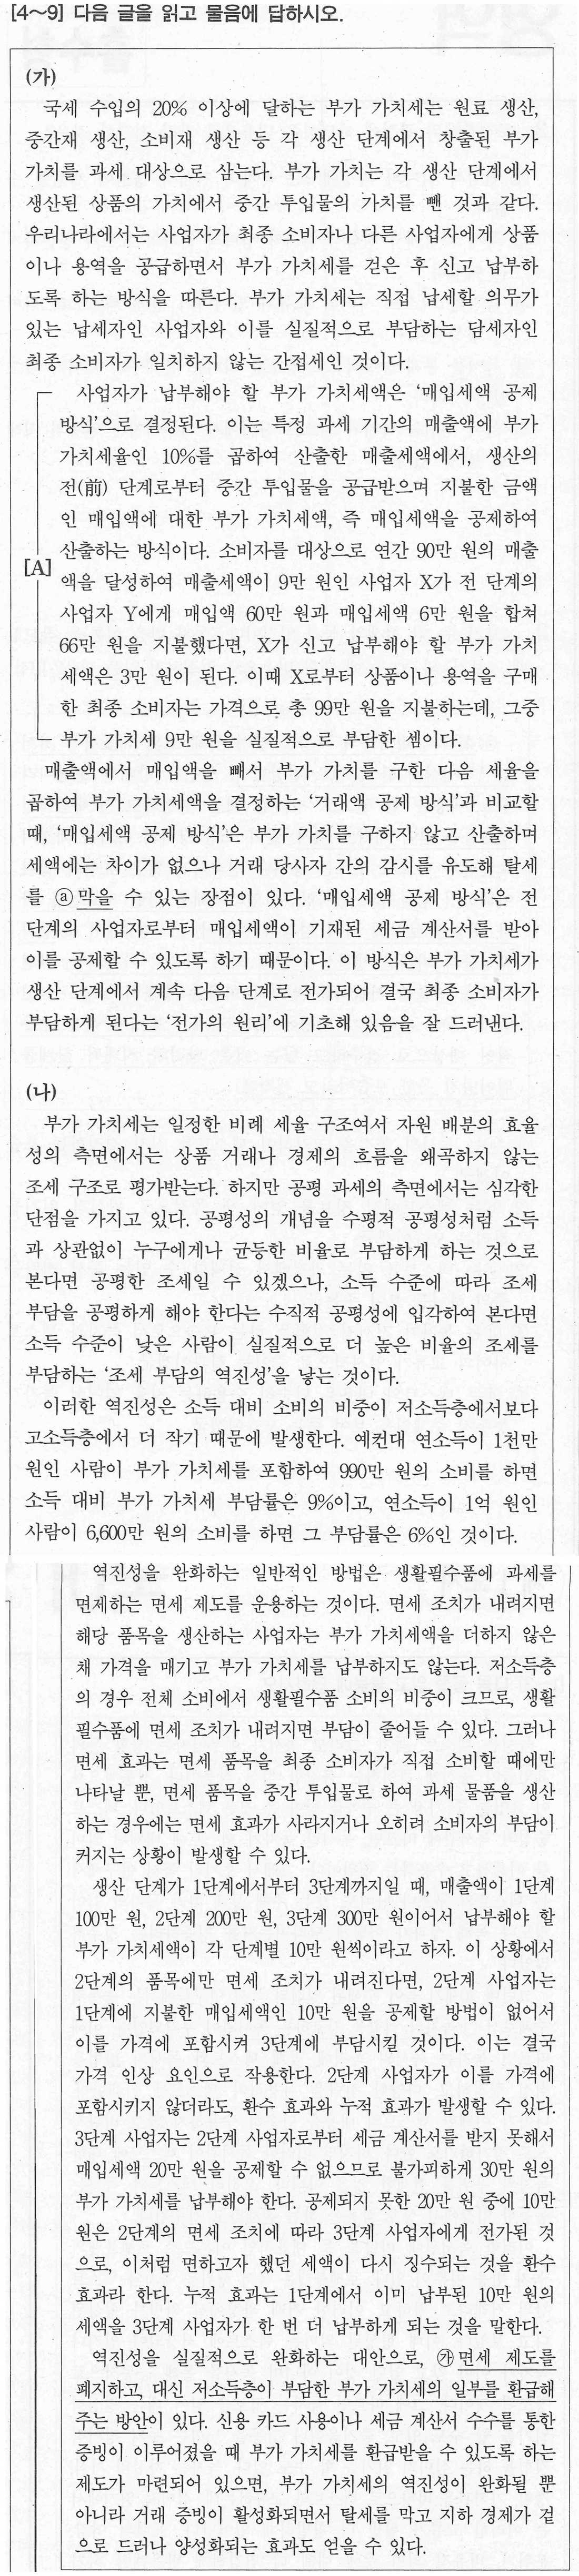 [4~9] 다음 글을 읽고 물음에 답하시오.
(가)
국세 수입의 20% 이상에 달하는 부가 가치세는 원료 생산,
중간재 생산, 소비재 생산 등 각 생산 단계에서 창출된 부가
가치를 과세 대상으로 삼는다. 부가 가치는 각 생산 단계에서
생산된 상품의 가치에서 중간 투입물의 가치를 뺀 것과 같다.
우리나라에서는 사업자가 최종 소비자나 다른 사업자에게 상품
이나 용역을 공급하면서 부가 가치세를 걷은 후 신고 납부하
도록 하는 방식을 따른다. 부가 가치세는 직접 납세할 의무가
있는 납세자인 사업자와 이를 실질적으로 부담하는 담세자인
최종 소비자가 일치하지 않는 간접세인 것이다.
사업자가 납부해야 할 부가 가치세액은 ‘매입세액 공제
방식’으로 결정된다. 이는 특정 과세 기간의 매출액에 부가
가치세율인 10%를 곱하여 산출한 매출세액에서, 생산의
전(前) 단계로부터 중간 투입물을 공급받으며 지불한 금액
인 매입액에 대한 부가 가치세액, 즉 매입세액을 공제하여
산출하는 방식이다. 소비자를 대상으로 연간 90만 원의 매출
[A]
액을 달성하여 매출세액이 9만 원인 사업자 X가 전 단계의
사업자 Y에게 매입액 60만 원과 매입세액 6만 원을 합쳐
66만 원을 지불했다면, X가 신고 납부해야 할 부가 가치
세액은 3만 원이 된다. 이때 X로부터 상품이나 용역을 구매
한 최종 소비자는 가격으로 총 99만 원을 지불하는데, 그중
부가 가치세 9만 원을 실질적으로 부담한 셈이다.
매출액에서 매입액을 빼서 부가 가치를 구한 다음 세율을
곱하여 부가 가치세액을 결정하는 ‘거래액 공제 방식’과 비교할
때, ‘매입세액 공제 방식’은 부가 가치를 구하지 않고 산출하며
세액에는 차이가 없으나 거래 당사자 간의 감시를 유도해 탈세
를 ⓐ막을 수 있는 장점이 있다. ‘매입세액 공제 방식’은 전
단계의 사업자로부터 매입세액이 기재된 세금 계산서를 받아
이를 공제할 수 있도록 하기 때문이다. 이 방식은 부가 가치세가
생산 단계에서 계속 다음 단계로 전가되어 결국 최종 소비자가
부담하게 된다는 ‘전가의 원리’에 기초해 있음을 잘 드러낸다.
(나)
부가 가치세는 일정한 비례 세율 구조여서 자원 배분의 효율
성의 측면에서는 상품 거래나 경제의 흐름을 왜곡하지 않는
조세 구조로 평가받는다. 하지만 공평 과세의 측면에서는 심각한
단점을 가지고 있다. 공평성의 개념을 수평적 공평성처럼 소득
과 상관없이 누구에게나 균등한 비율로 부담하게 하는 것으로
본다면 공평한 조세일 수 있겠으나, 소득 수준에 따라 조세
부담을 공평하게 해야 한다는 수직적 공평성에 입각하여 본다면
소득 수준이 낮은 사람이 실질적으로 더 높은 비율의 조세를
부담하는 ‘조세 부담의 역진성’을 낳는 것이다.
이러한 역진성은 소득 대비 소비의 비중이 저소득층에서보다
고소득층에서 더 작기 때문에 발생한다. 예컨대 연소득이 1천만
원인 사람이 부가 가치세를 포함하여 990만 원의 소비를 하면
소득 대비 부가 가치세 부담률은 9%이고, 연소득이 1억 원인
사람이 6,600만 원의 소비를 하면 그 부담률은 6%인 것이다.
역진성을 완화하는 일반적인 방법은 생활필수품에 과세를
면제하는 면세 제도를 운용하는 것이다. 면세 조치가 내려지면
해당 품목을 생산하는 사업자는 부가 가치세액을 더하지 않은
채 가격을 매기고 부가 가치세를 납부하지도 않는다. 저소득층
의 경우 전체 소비에서 생활필수품 소비의 비중이 크므로, 생활
필수품에 면세 조치가 내려지면 부담이 줄어들 수 있다. 그러나
면세 효과는 면세 품목을 최종 소비자가 직접 소비할 때에만
나타날 뿐, 면세 품목을 중간 투입물로 하여 과세 물품을 생산
하는 경우에는 면세 효과가 사라지거나 오히려 소비자의 부담이
커지는 상황이 발생할 수 있다.
생산 단계가 1단계에서부터 3단계까지일 때, 매출액이 1단계
100만 원, 2단계 200만 원, 3단계 300만 원이어서 납부해야 할
부가 가치세액이 각 단계별 10만 원씩이라고 하자. 이 상황에서
2단계의 품목에만 면세 조치가 내려진다면, 2단계 사업자는
1단계에 지불한 매입세액인 10만 원을 공제할 방법이 없어서
이를 가격에 포함시켜 3단계에 부담시킬 것이다. 이는 결국
가격 인상 요인으로 작용한다. 2단계 사업자가 이를 가격에
포함시키지 않더라도, 환수 효과와 누적 효과가 발생할 수 있다.
3단계 사업자는 2단계 사업자로부터 세금 계산서를 받지 못해서
매입세액 20만 원을 공제할 수 없으므로 불가피하게 30만 원의
부가 가치세를 납부해야 한다. 공제되지 못한 20만 원 중에 10만
원은 2단계의 면세 조치에 따라 3단계 사업자에게 전가된 것
으로, 이처럼 면하고자 했던 세액이 다시 징수되는 것을 환수
효과라 한다. 누적 효과는 1단계에서 이미 납부된 10만 원의
세액을 3단계 사업자가 한 번 더 납부하게 되는 것을 말한다.
역진성을 실질적으로 완화하는 대안으로, ㉮면세 제도를
폐지하고, 대신 저소득층이 부담한 부가 가치세의 일부를 환급해
주는 방안이 있다. 신용 카드 사용이나 세금 계산서 수수를 통한
증빙이 이루어졌을 때 부가 가치세를 환급받을 수 있도록 하는
제도가 마련되어 있으면, 부가 가치세의 역진성이 완화될 뿐
아니라 거래 증빙이 활성화되면서 탈세를 막고 지하 경제가 겉
으로 드러나 양성화되는 효과도 얻을 수 있다.